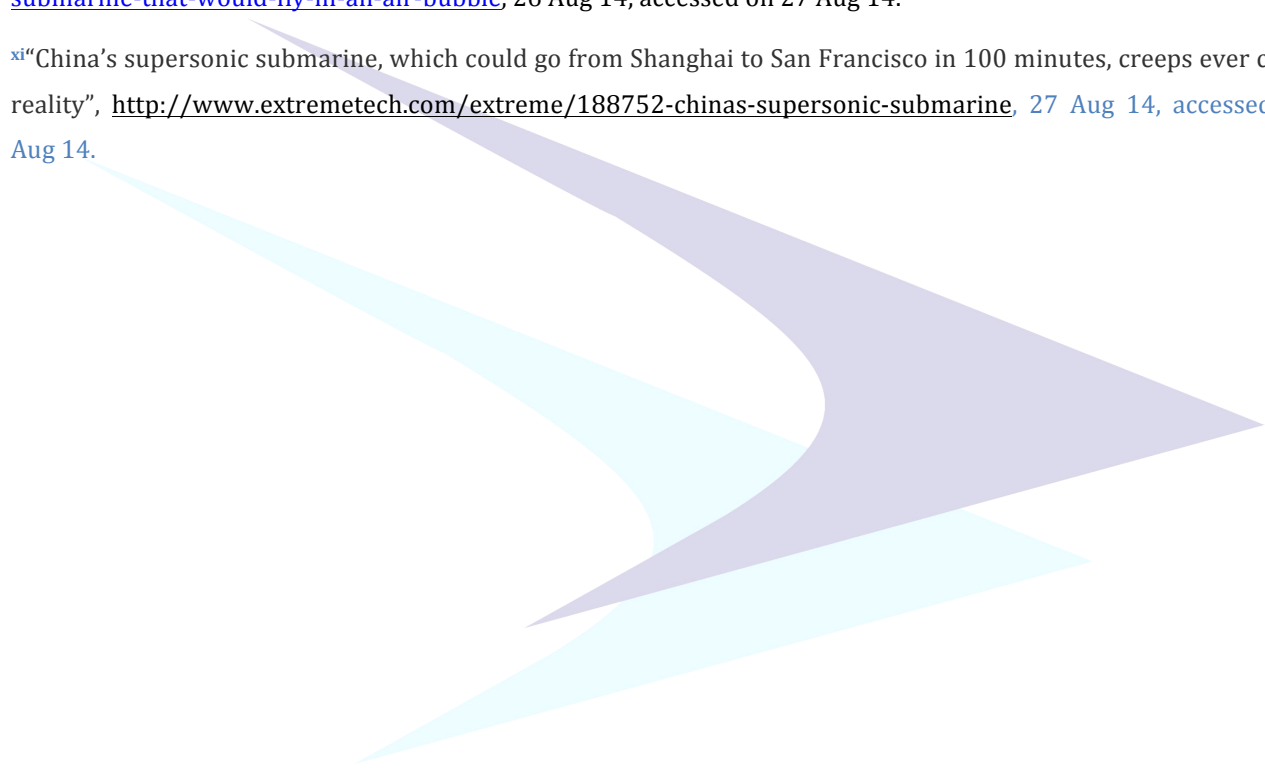 submarine-that-would-fly-in-an-air-bubble, 26 Aug 14, accessed on 27 Aug 14.
xi“China’s supersonic submarine, which could go from Shanghai to San Francisco in 100 minutes, creeps ever
reality”, http://www.extremetech.com/extreme/188752-chinas-supersonic-submarine, 27 Aug 14, accessed
Aug 14.